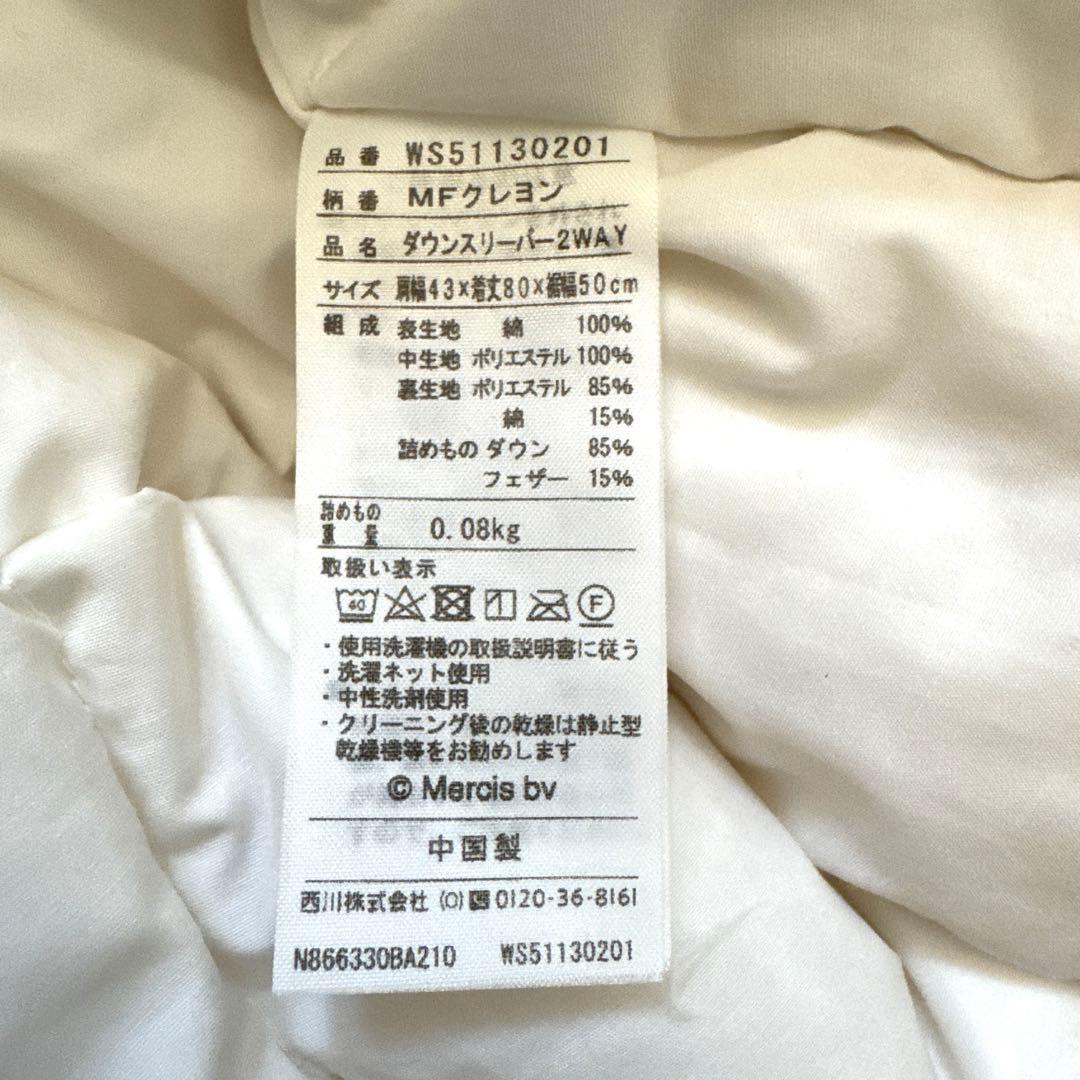 品番 WS51130201
柄番 MFクレヨン
品名 ダウンスリーパー2WAY
サイズ 肩幅43×着丈80×裾幅50cm
組成 表生地 綿 100%
中生地 ポリエステル 100%
裏生地 ポリエステル 85%
綿 15%
詰めもの ダウン 85%
フェザー 15%
詰めもの
重量 0.08kg
取扱い表示
40 F
・使用洗濯機の取扱説明書に従う
・洗濯ネット使用
・中性洗剤使用
・クリーニング後の乾燥は静止型
乾燥機等をお勧めします
© Mercis bv
中国製
西川株式会社 (O) 0120-36-8161
N866330BA210 WS51130201